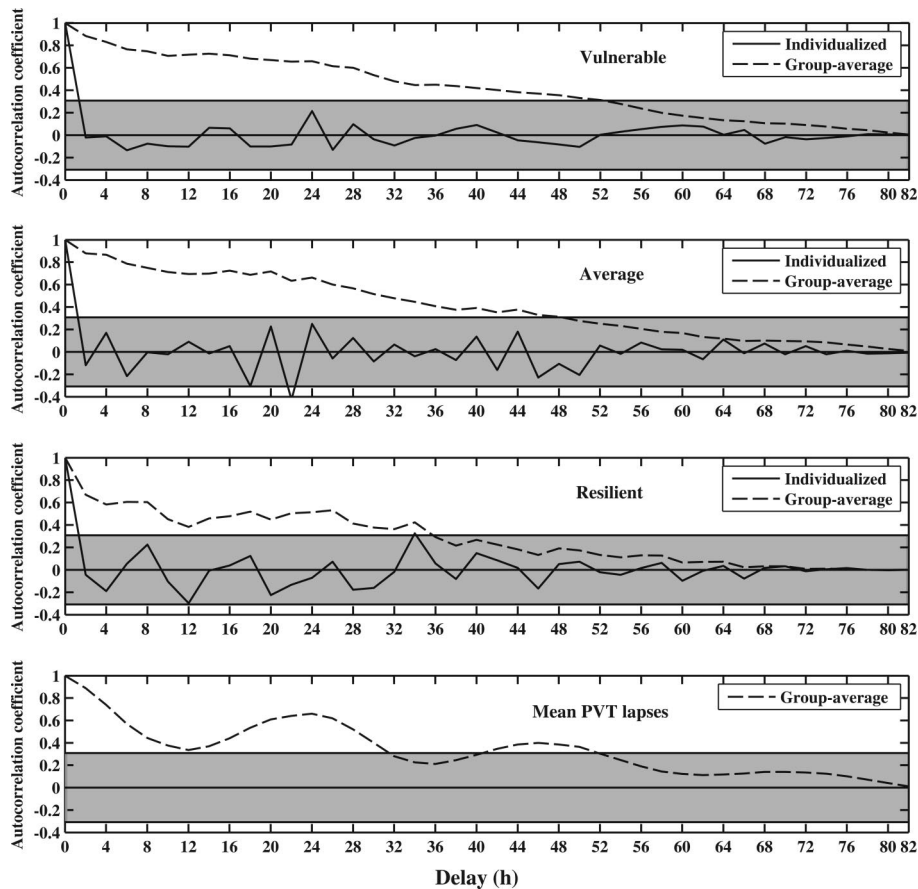 Autocorrelation coefficient
1
0.8
0.6
0.4
0.2
0
-0.2
-0.4
Vulnerable
Individualized
Group-average
0 4 8 12 16 20 24 28 32 36 40 44 48 52 56 60 64 68 72 76 80 82
Autocorrelation coefficient
1
0.8
0.6
0.4
0.2
0
-0.2
-0.4
Average
Individualized
Group-average
0 4 8 12 16 20 24 28 32 36 40 44 48 52 56 60 64 68 72 76 80 82
Autocorrelation coefficient
1
0.8
0.6
0.4
0.2
0
-0.2
-0.4
Resilient
Individualized
Group-average
0 4 8 12 16 20 24 28 32 36 40 44 48 52 56 60 64 68 72 76 80 82
Autocorrelation coefficient
1
0.8
0.6
0.4
0.2
0
-0.2
-0.4
Mean PVT lapses
Group-average
0 4 8 12 16 20 24 28 32 36 40 44 48 52 56 60 64 68 72 76 80 82
Delay (h)